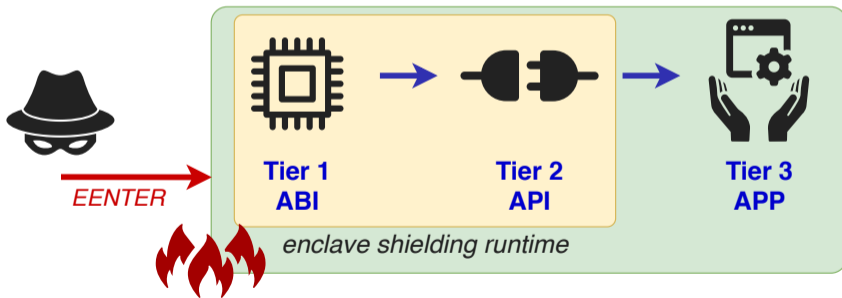 Tier 1
ABI
Tier 2
API
Tier 3
APP
EENTER
enclave shielding runtime